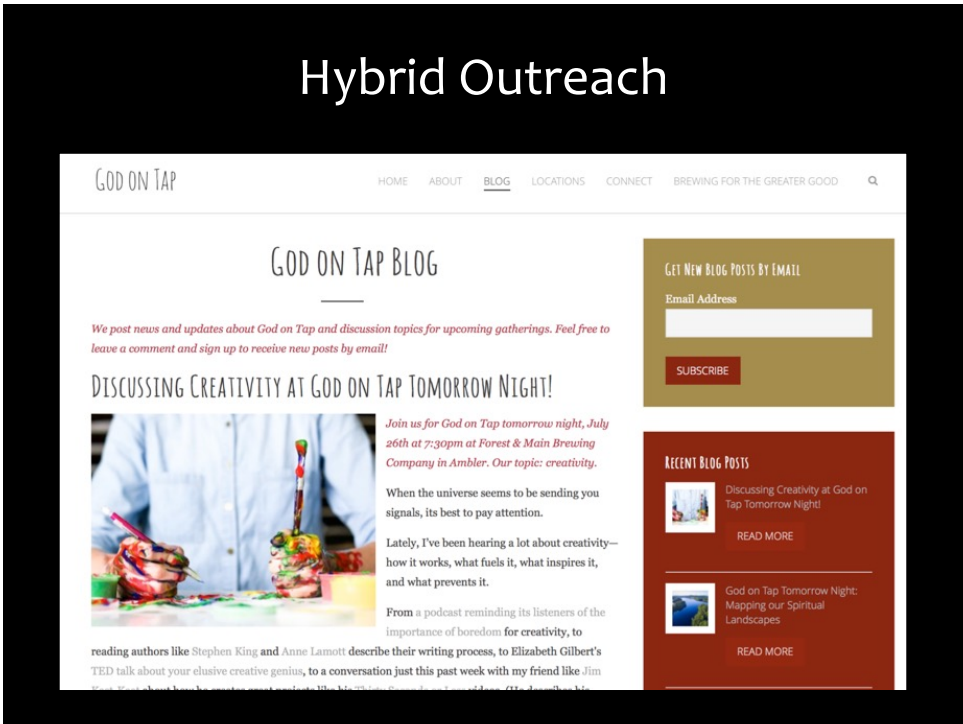 Hybrid Outreach
God on Tap
HOME ABOUT BLOG LOCATIONS CONNECT BREWING FOR THE GREATER GOOD
God on Tap Blog
We post news and updates about God on Tap and discussion topics for upcoming gatherings. Feel free to
leave a comment and sign up to receive new posts by email!
Discussing Creativity at God on Tap Tomorrow Night!
Join us for God on Tap tomorrow night, July
26th at 7:30pm at Forest & Main Brewing
Company in Ambler. Our topic: creativity.
When the universe seems to be sending you
signals, its best to pay attention.
Lately, I've been hearing a lot about creativity—
how it works, what fuels it, what inspires it,
and what prevents it.
From a podcast reminding its listeners of the
importance of boredom for creativity, to
reading authors like Stephen King and Anne Lamott describe their writing process, to Elizabeth Gilbert's
TED talk about your elusive creative genius, to a conversation just this past week with my friend like Jim
Get New Blog Posts By Email
Email Address
SUBSCRIBE
Recent Blog Posts
Discussing Creativity at God on
Tap Tomorrow Night!
READ MORE
God on Tap Tomorrow Night:
Mapping our Spiritual
Landscapes
READ MORE